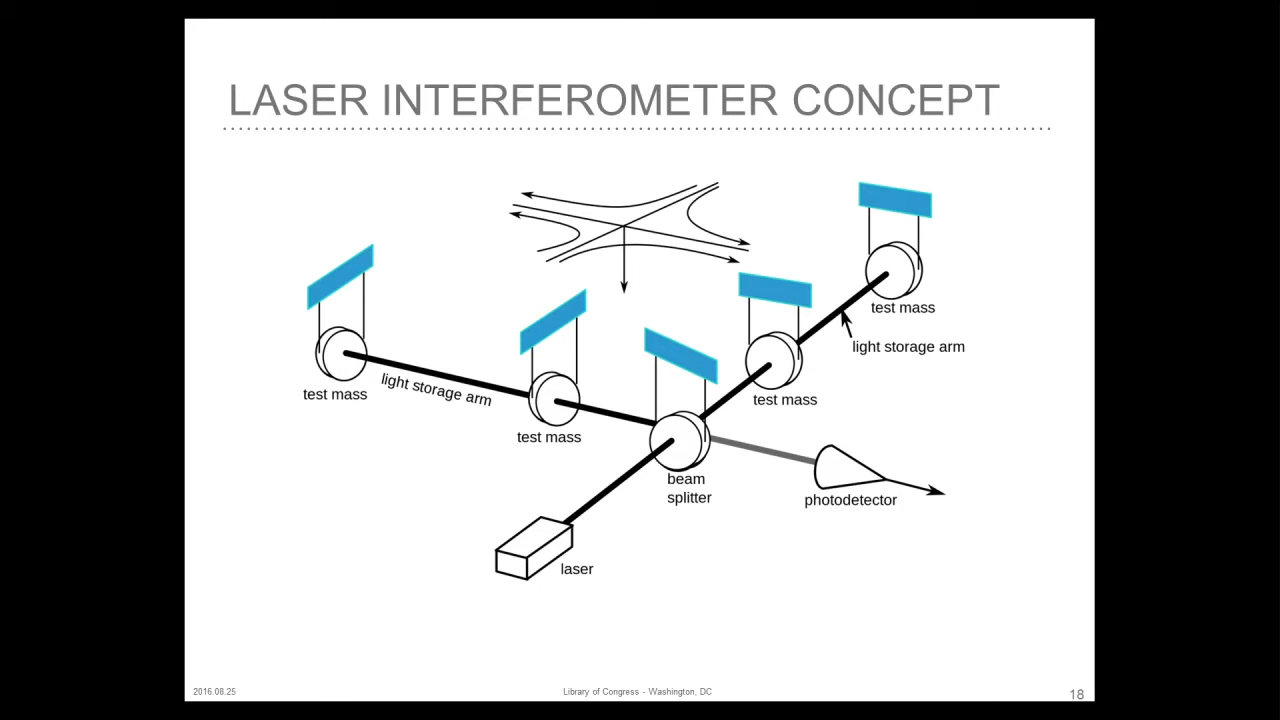 LASER INTERFEROMETER CONCEPT
test mass
light storage arm
test mass
light storage arm
test mass
test mass
beam
splitter
photodetector
laser
2016.08.25
Library of Congress - Washington, DC
18